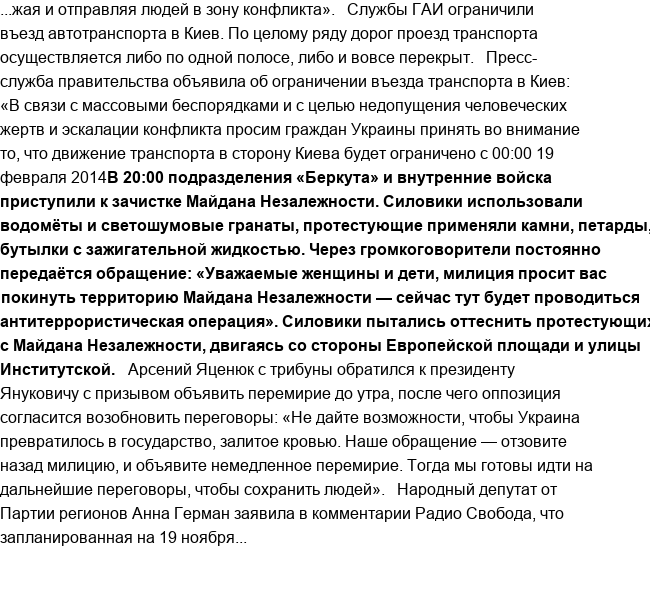 ...жая и отправляя людей в зону конфликта».   Службы ГАИ ограничили
въезд автотранспорта в Киев. По целому ряду дорог проезд транспорта
осуществляется либо по одной полосе, либо и вовсе перекрыт.   Пресс-
служба правительства объявила об ограничении въезда транспорта в Киев:
«В связи с массовыми беспорядками и с целью недопущения человеческих
жертв и эскалации конфликта просим граждан Украины принять во внимание
то, что движение транспорта в сторону Киева будет ограничено с 00:00 19
февраля 2014В 20:00 подразделения «Беркута» и внутренние войска
приступили к зачистке Майдана Незалежности. Силовики использовали
водомёты и светошумовые гранаты, протестующие применяли камни, петарды,
бутылки с зажигательной жидкостью. Через громкоговорители постоянно
передаётся обращение: «Уважаемые женщины и дети, милиция просит вас
покинуть территорию Майдана Незалежности — сейчас тут будет проводиться
антитеррористическая операция». Силовики пытались оттеснить протестующих
с Майдана Незалежности, двигаясь со стороны Европейской площади и улицы
Институтской.   Арсений Яценюк с трибуны обратился к президенту
Януковичу с призывом объявить перемирие до утра, после чего оппозиция
согласится возобновить переговоры: «Не дайте возможности, чтобы Украина
превратилось в государство, залитое кровью. Наше обращение — отзовите
назад милицию, и объявите немедленное перемирие. Тогда мы готовы идти на
дальнейшие переговоры, чтобы сохранить людей».   Народный депутат от
Партии регионов Анна Герман заявила в комментарии Радио Свобода, что
запланированная на 19 ноября...